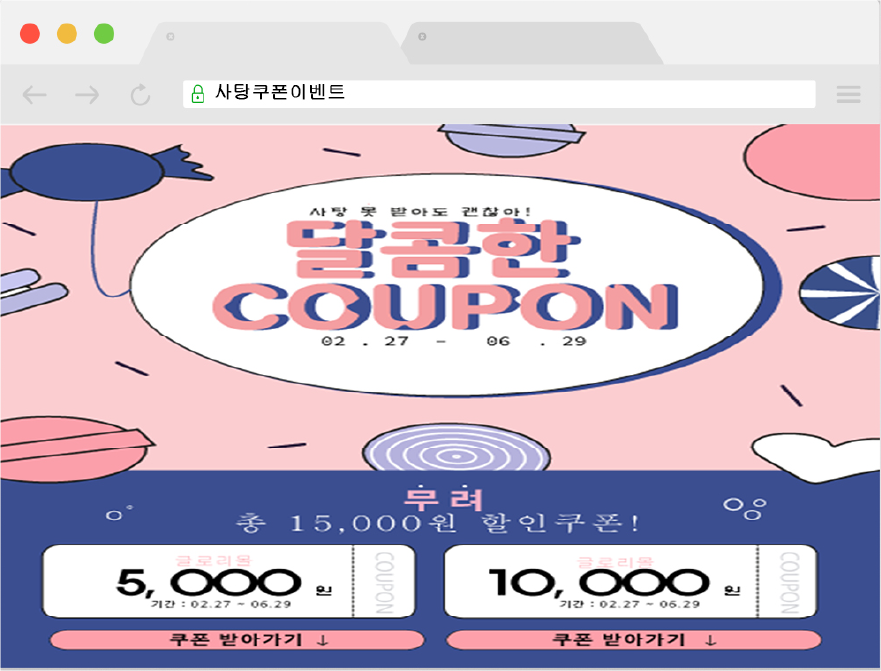 사탕쿠폰이벤트
사탕 못 받아도 괜찮아!
달콤한
COUPON
02 . 27 - 06 . 29
무려
총 15,000원 할인쿠폰!
글로리몰
5,000 원
기간 : 02.27 ~ 06.29
COUPON
글로리몰
10,000 원
기간 : 02.27 ~ 06.29
COUPON
쿠폰 받아가기 ↓
쿠폰 받아가기 ↓